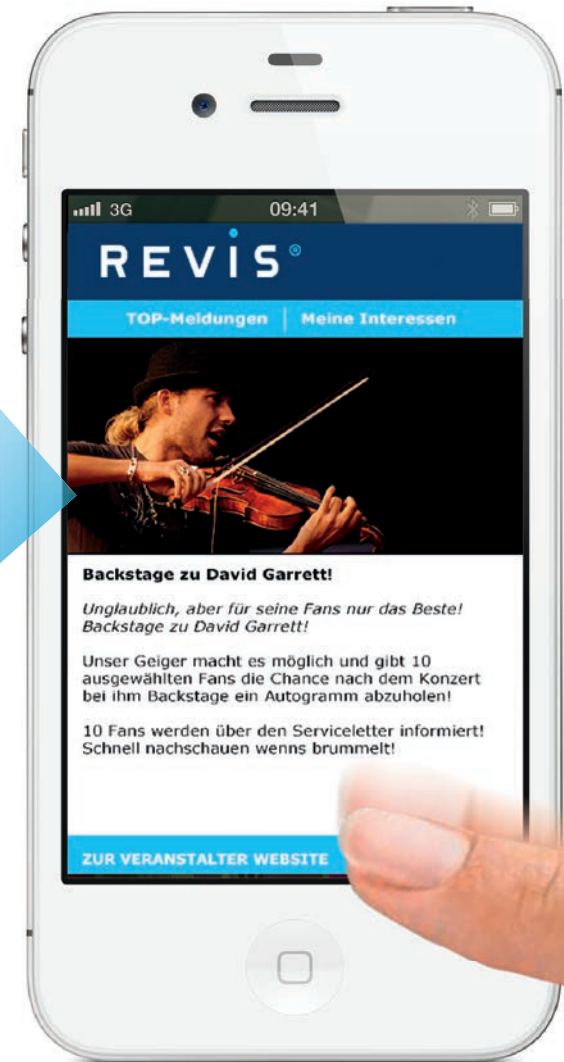 3G 09:41
REVIS®
TOP-Meldungen | Meine Interessen
Backstage zu David Garrett!
Unglaublich, aber für seine Fans nur das Beste!
Backstage zu David Garrett!
Unser Geiger macht es möglich und gibt 10
ausgewählten Fans die Chance nach dem Konzert
bei ihm Backstage ein Autogramm abzuholen!
10 Fans werden über den Serviceletter informiert!
Schnell nachschauen wenns brummelt!
ZUR VERANSTALTER WEBSITE